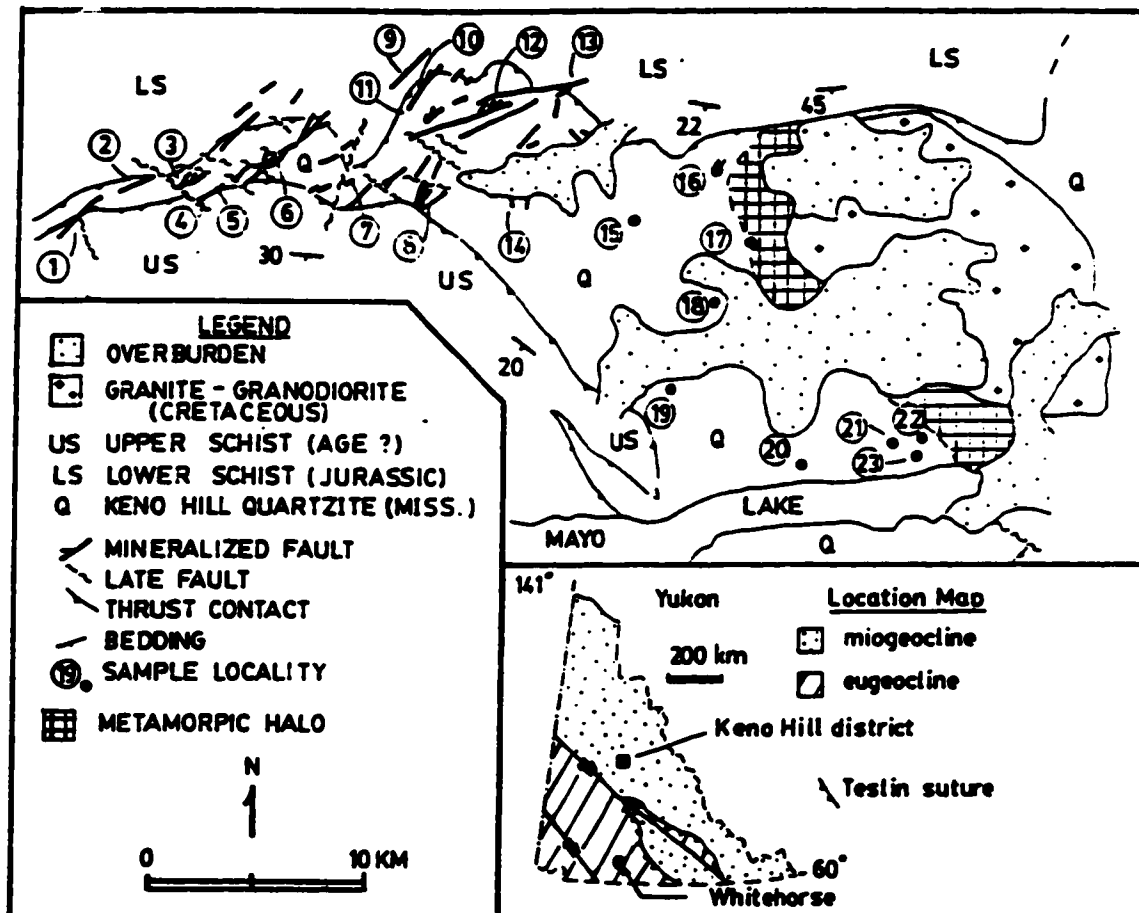 9 10 12 13
LS
11
LS
LS
45
22
2 3
Q
16
Q
4 5 6 7 8
14
15
17
1
US
30
US
Q
18
20
19
US
Q
20
21
22
23
LAKE
MAYO
Q
LEGEND
OVERBURDEN
GRANITE - GRANODIORITE
(CRETACEOUS)
US UPPER SCHIST (AGE ?)
LS LOWER SCHIST (JURASSIC)
Q KENO HILL QUARTZITE (MISS.)
MINERALIZED FAULT
LATE FAULT
THRUST CONTACT
BEDDING
19 SAMPLE LOCALITY
METAMORPIC HALO
N
0 10 KM
141°
Yukon
Location Map
200 km
miogeocline
eugeocline
Keno Hill district
Teslin suture
60°
Whitehorse